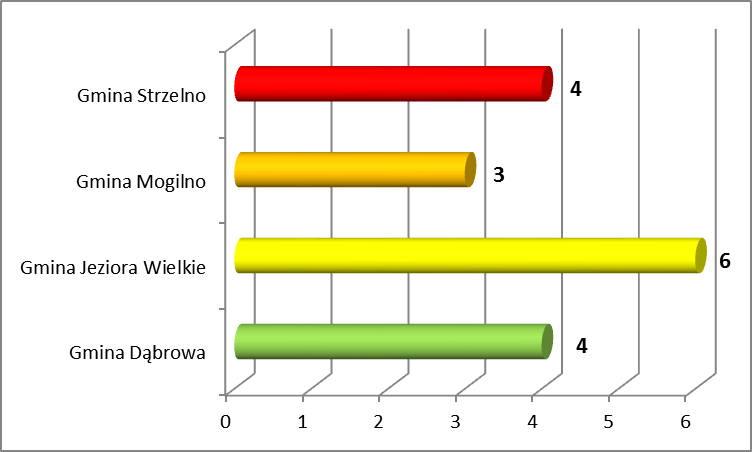 Gmina Strzelno
4
Gmina Mogilno
3
Gmina Jeziora Wielkie
6
Gmina Dąbrowa
4
0 1 2 3 4 5 6